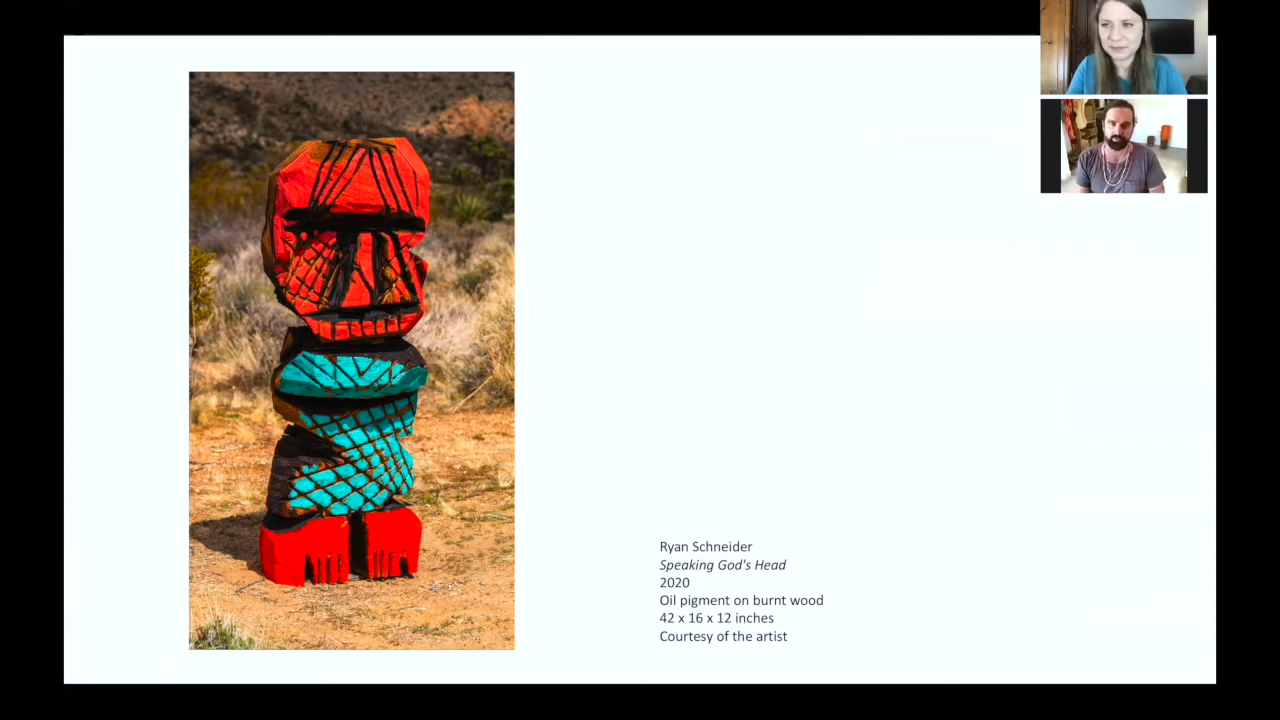 Ryan Schneider
Speaking God's Head
2020
Oil pigment on burnt wood
42 x 16 x 12 inches
Courtesy of the artist